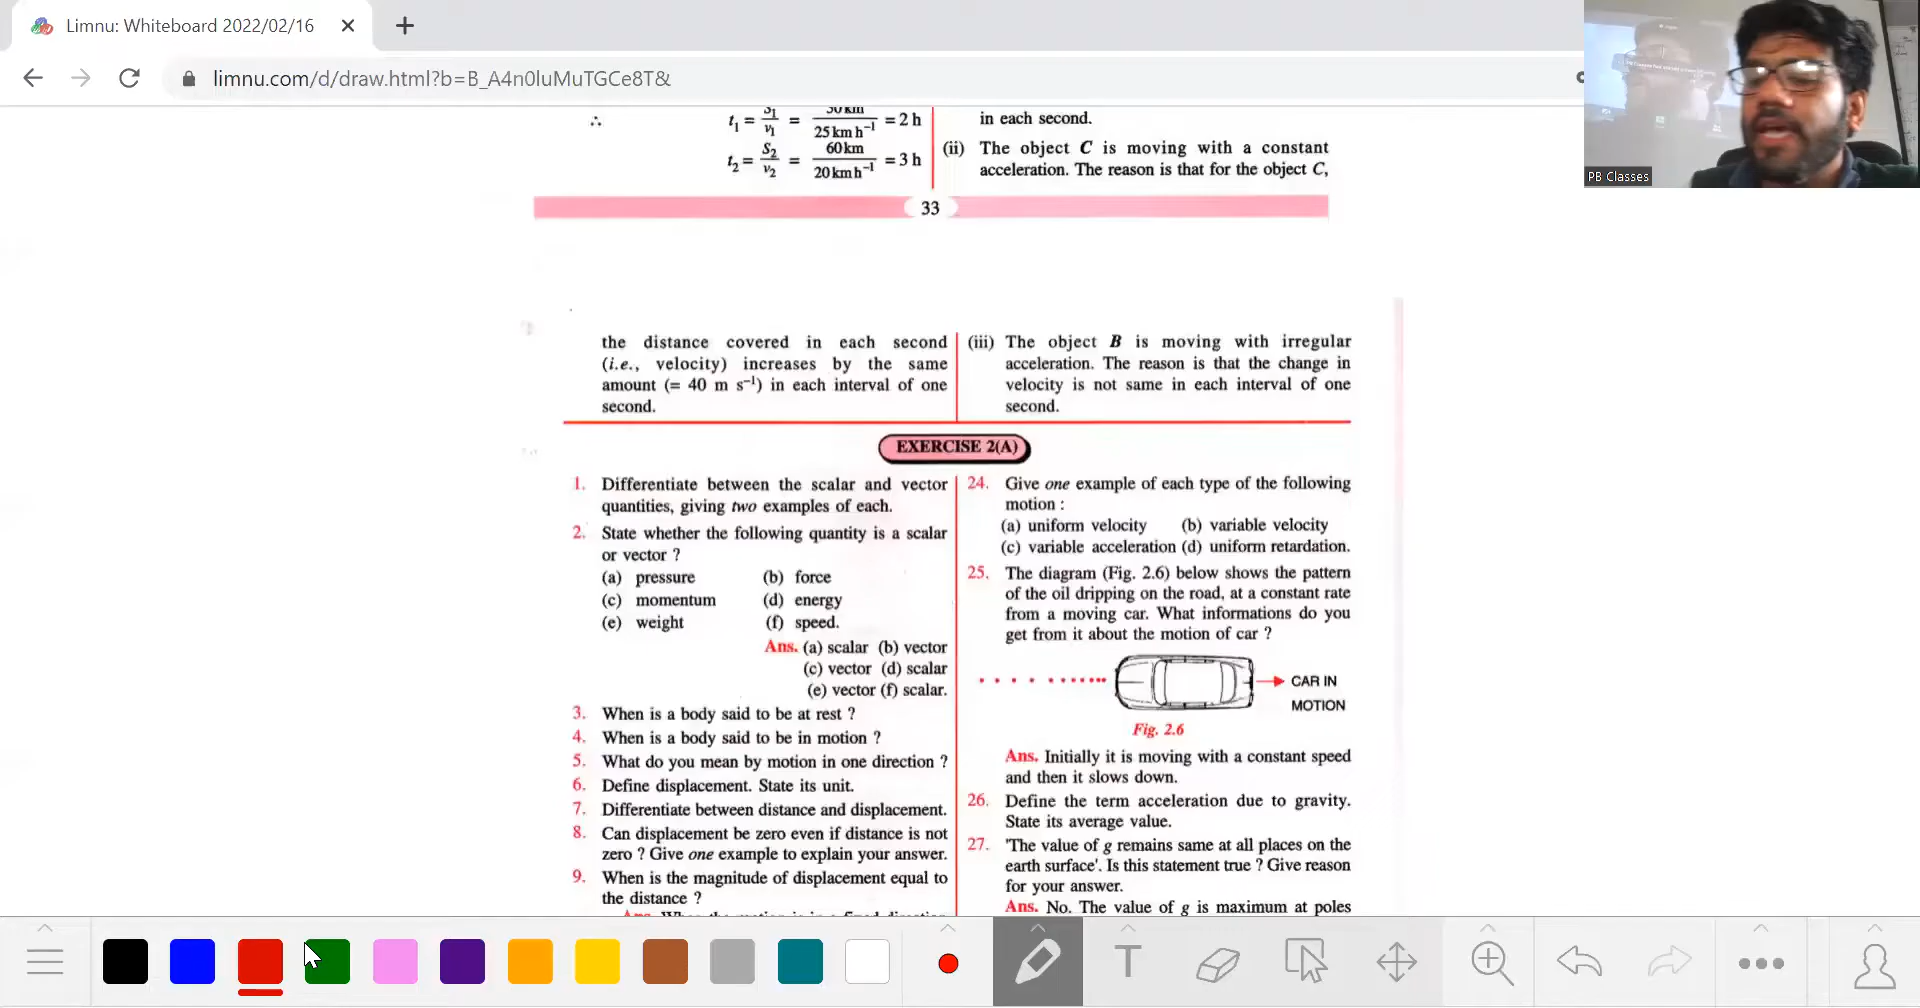 Limnu: Whiteboard 2022/02/16
limnu.com/d/draw.html?b=B_A4n0luMuTGCe8T&
PB Classes
∴ t₁ = S₁/v₁ = 50 km/25 km h⁻¹ = 2 h
t₂ = S₂/v₂ = 60 km/20 km h⁻¹ = 3 h
in each second.
(ii) The object C is moving with a constant
acceleration. The reason is that for the object C,
33
the distance covered in each second
(i.e., velocity) increases by the same
amount (= 40 m s⁻¹) in each interval of one
second.
(iii) The object B is moving with irregular
acceleration. The reason is that the change in
velocity is not same in each interval of one
second.
EXERCISE 2(A)
1. Differentiate between the scalar and vector
quantities, giving two examples of each.
2. State whether the following quantity is a scalar
or vector ?
(a) pressure (b) force
(c) momentum (d) energy
(e) weight (f) speed.
Ans. (a) scalar (b) vector
(c) vector (d) scalar
(e) vector (f) scalar.
3. When is a body said to be at rest ?
4. When is a body said to be in motion ?
5. What do you mean by motion in one direction ?
6. Define displacement. State its unit.
7. Differentiate between distance and displacement.
8. Can displacement be zero even if distance is not
zero ? Give one example to explain your answer.
9. When is the magnitude of displacement equal to
the distance ?
24. Give one example of each type of the following
motion :
(a) uniform velocity (b) variable velocity
(c) variable acceleration (d) uniform retardation.
25. The diagram (Fig. 2.6) below shows the pattern
of the oil dripping on the road, at a constant rate
from a moving car. What informations do you
get from it about the motion of car ?
CAR IN
MOTION
Fig. 2.6
Ans. Initially it is moving with a constant speed
and then it slows down.
26. Define the term acceleration due to gravity.
State its average value.
27. 'The value of g remains same at all places on the
earth surface'. Is this statement true ? Give reason
for your answer.
Ans. No. The value of g is maximum at poles
T